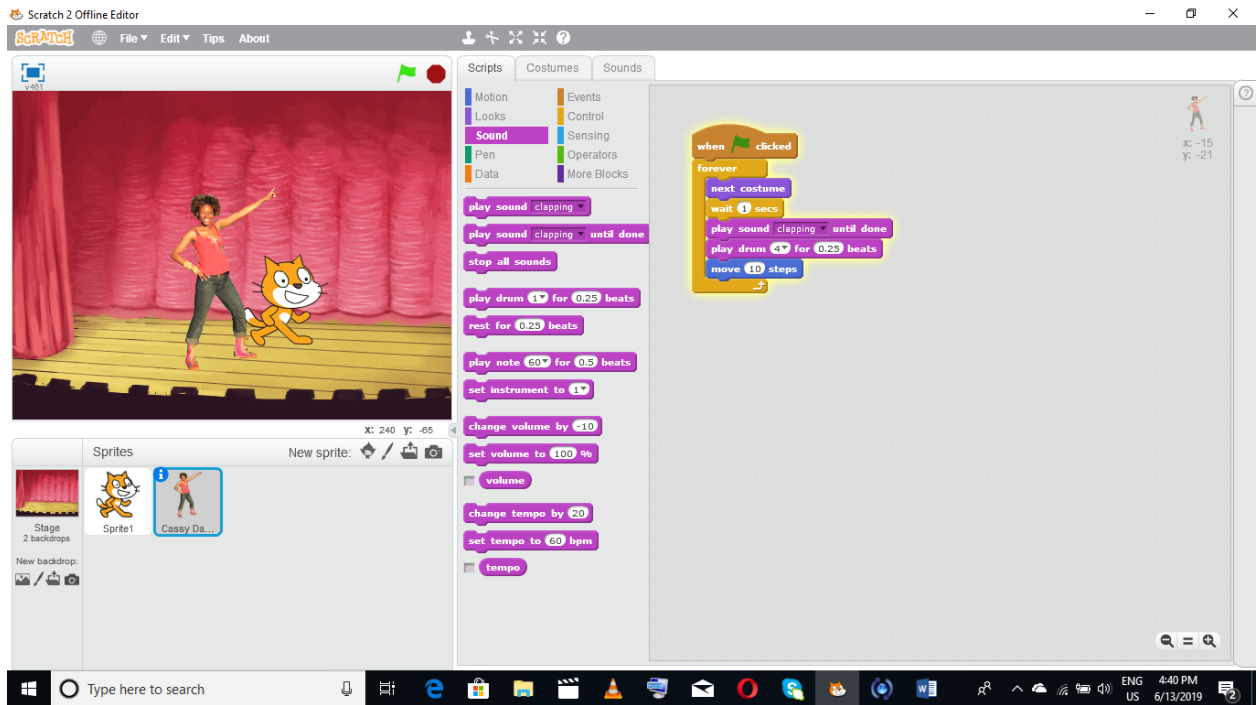 Scratch 2 Offline Editor
SCRATCH File Edit Tips About
v461
Scripts Costumes Sounds
Motion Events
Looks Control
Sound Sensing
Pen Operators
Data More Blocks
play sound clapping
play sound clapping until done
stop all sounds
play drum 1 for 0.25 beats
rest for 0.25 beats
play note 60 for 0.5 beats
set instrument to 1
change volume by -10
set volume to 100 %
volume
change tempo by 20
set tempo to 60 bpm
tempo
when clicked
forever
next costume
wait 1 secs
play sound clapping until done
play drum 4 for 0.25 beats
move 10 steps
x: -15
y: -21
X: 240 y: -65
Sprites New sprite:
Stage
2 backdrops
New backdrop:
Sprite1
Cassy Da...
Type here to search
ENG
US
4:40 PM
6/13/2019
2